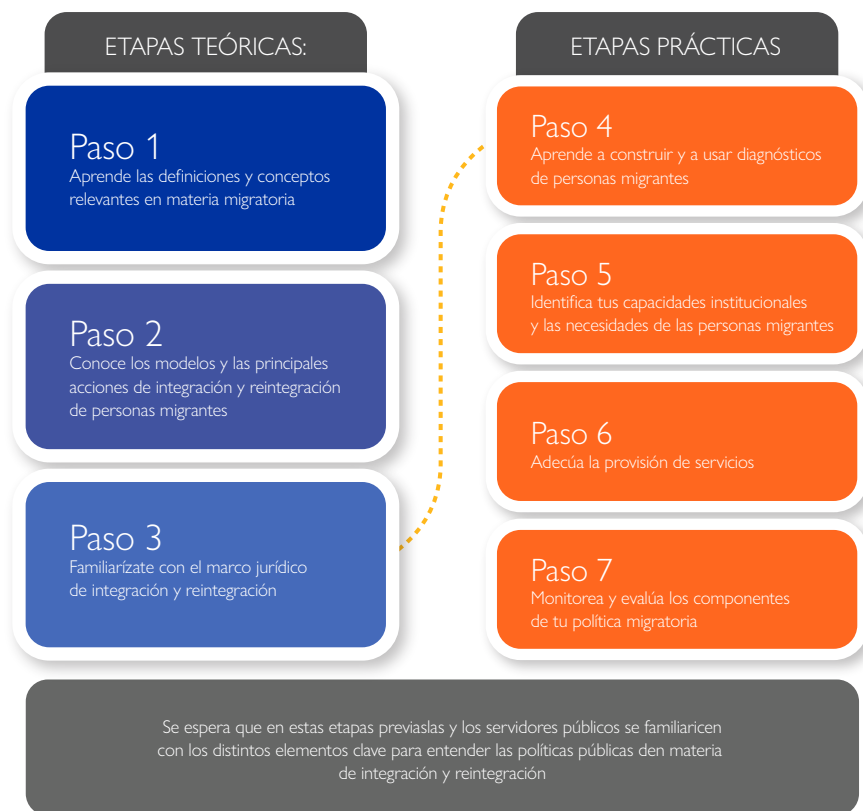 ETAPAS TEÓRICAS:
Paso 1
Aprende las definiciones y conceptos
relevantes en materia migratoria
Paso 2
Conoce los modelos y las principales
acciones de integración y reintegración
de personas migrantes
Paso 3
Familiarízate con el marco jurídico
de integración y reintegración
ETAPAS PRÁCTICAS
Paso 4
Aprende a construir y a usar diagnósticos
de personas migrantes
Paso 5
Identifica tus capacidades institucionales
y las necesidades de las personas migrantes
Paso 6
Adecúa la provisión de servicios
Paso 7
Monitorea y evalúa los componentes
de tu política migratoria
Se espera que en estas etapas previaslas y los servidores públicos se familiaricen
con los distintos elementos clave para entender las políticas públicas den materia
de integración y reintegración